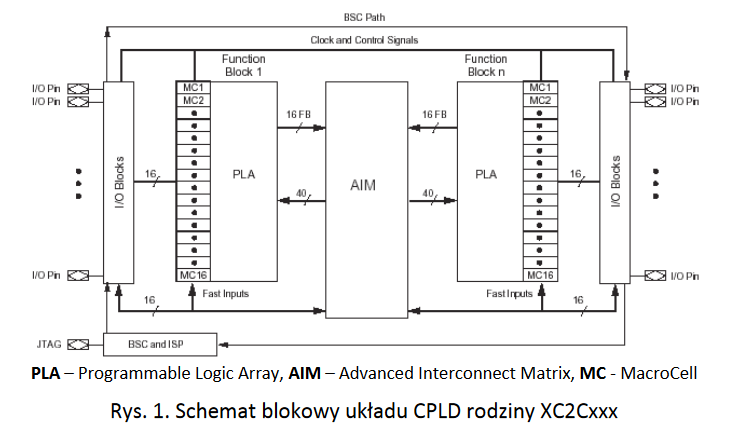 BSC Path
Clock and Control Signals
Function
Block 1
Function
Block n
I/O Pin
I/O Pin
I/O Pin
I/O Blocks
16
MC1
MC2
MC16
PLA
16 FB
40
AIM
16 FB
40
PLA
MC1
MC2
MC16
16
I/O Blocks
I/O Pin
I/O Pin
I/O Pin
16
Fast Inputs
Fast Inputs
16
JTAG
BSC and ISP
PLA – Programmable Logic Array, AIM – Advanced Interconnect Matrix, MC - MacroCell
Rys. 1. Schemat blokowy układu CPLD rodziny XC2Cxxx